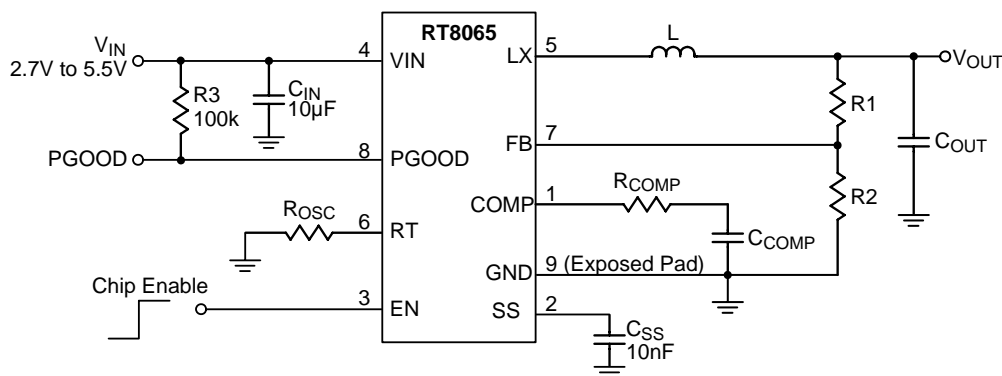 RT8065
VIN
2.7V to 5.5V
4
VIN
LX
5
L
VOUT
R3
100k
CIN
10µF
R1
PGOOD
8
PGOOD
FB
7
COUT
ROSC
6
RT
COMP
1
RCOMP
R2
CCOMP
GND
9 (Exposed Pad)
Chip Enable
3
EN
SS
2
CSS
10nF